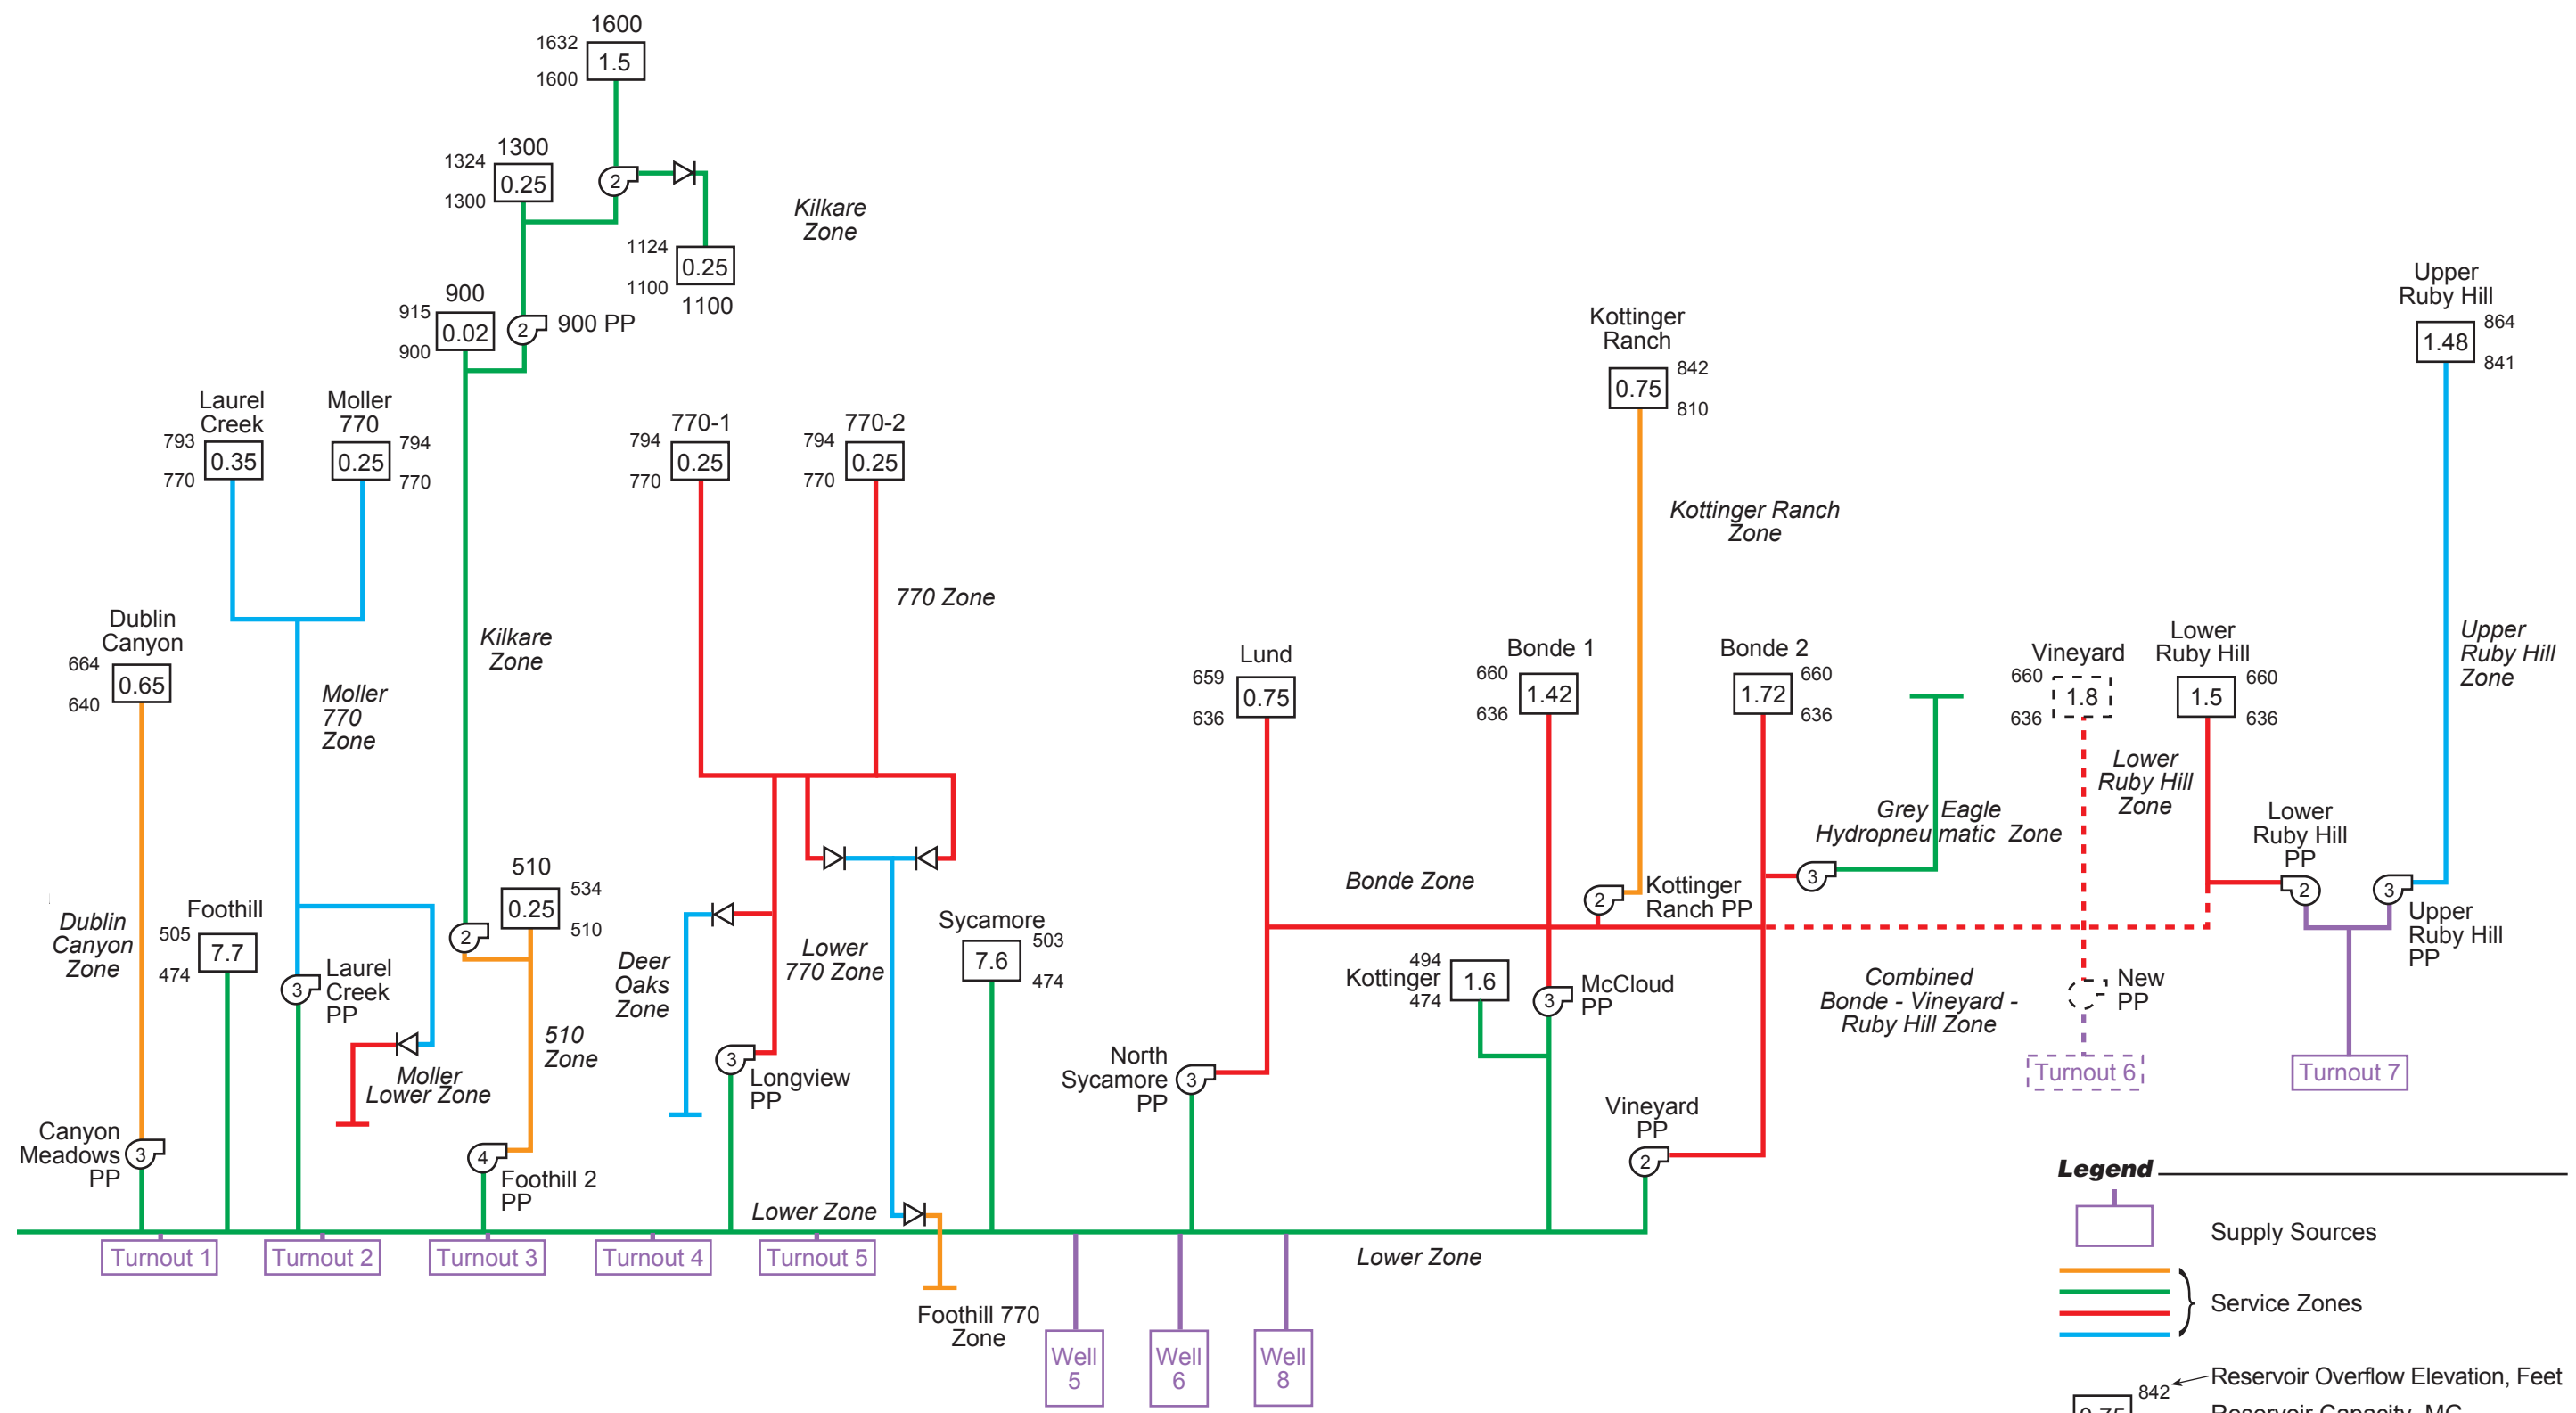 1600
1632
1.5
1600
1300
1324
0.25
1300
2
Kilkare
Zone
1124
0.25
1100
1100
900
915
0.02
900
2
900 PP
Laurel
Creek
793
0.35
770
Moller
770
794
0.25
770
770-1
794
0.25
770
770-2
794
0.25
770
770 Zone
Kottinger
Ranch
842
0.75
810
Kottinger Ranch
Zone
Upper
Ruby Hill
864
1.48
841
Upper
Ruby Hill
Zone
Dublin
Canyon
664
0.65
640
Moller
770
Zone
Kilkare
Zone
Lund
659
0.75
636
Bonde 1
660
1.42
636
Bonde 2
660
1.72
636
Vineyard
660
1.8
636
Lower
Ruby Hill
660
1.5
636
Lower
Ruby Hill
Zone
Grey Eagle
Hydropneumatic Zone
3
Lower
Ruby Hill
PP
2
3
Upper
Ruby Hill
PP
Dublin
Canyon
Zone
Foothill
505
7.7
474
510
534
0.25
510
2
Laurel
Creek
PP
3
510
Zone
Moller
Lower Zone
Deer
Oaks
Zone
Lower
770 Zone
Sycamore
503
7.6
474
Bonde Zone
2
Kottinger
Ranch PP
Kottinger
494
1.6
474
3
McCloud
PP
Combined
Bonde - Vineyard -
Ruby Hill Zone
New
PP
Turnout 6
Turnout 7
3
Longview
PP
North
Sycamore
PP
3
Vineyard
PP
2
Canyon
Meadows
PP
3
4
Foothill 2
PP
Lower Zone
Lower Zone
Turnout 1
Turnout 2
Turnout 3
Turnout 4
Turnout 5
Foothill 770
Zone
Well
5
Well
6
Well
8
Legend
Supply Sources
Service Zones
842
Reservoir Overflow Elevation, Feet
0.75
Reservoir Capacity, MG